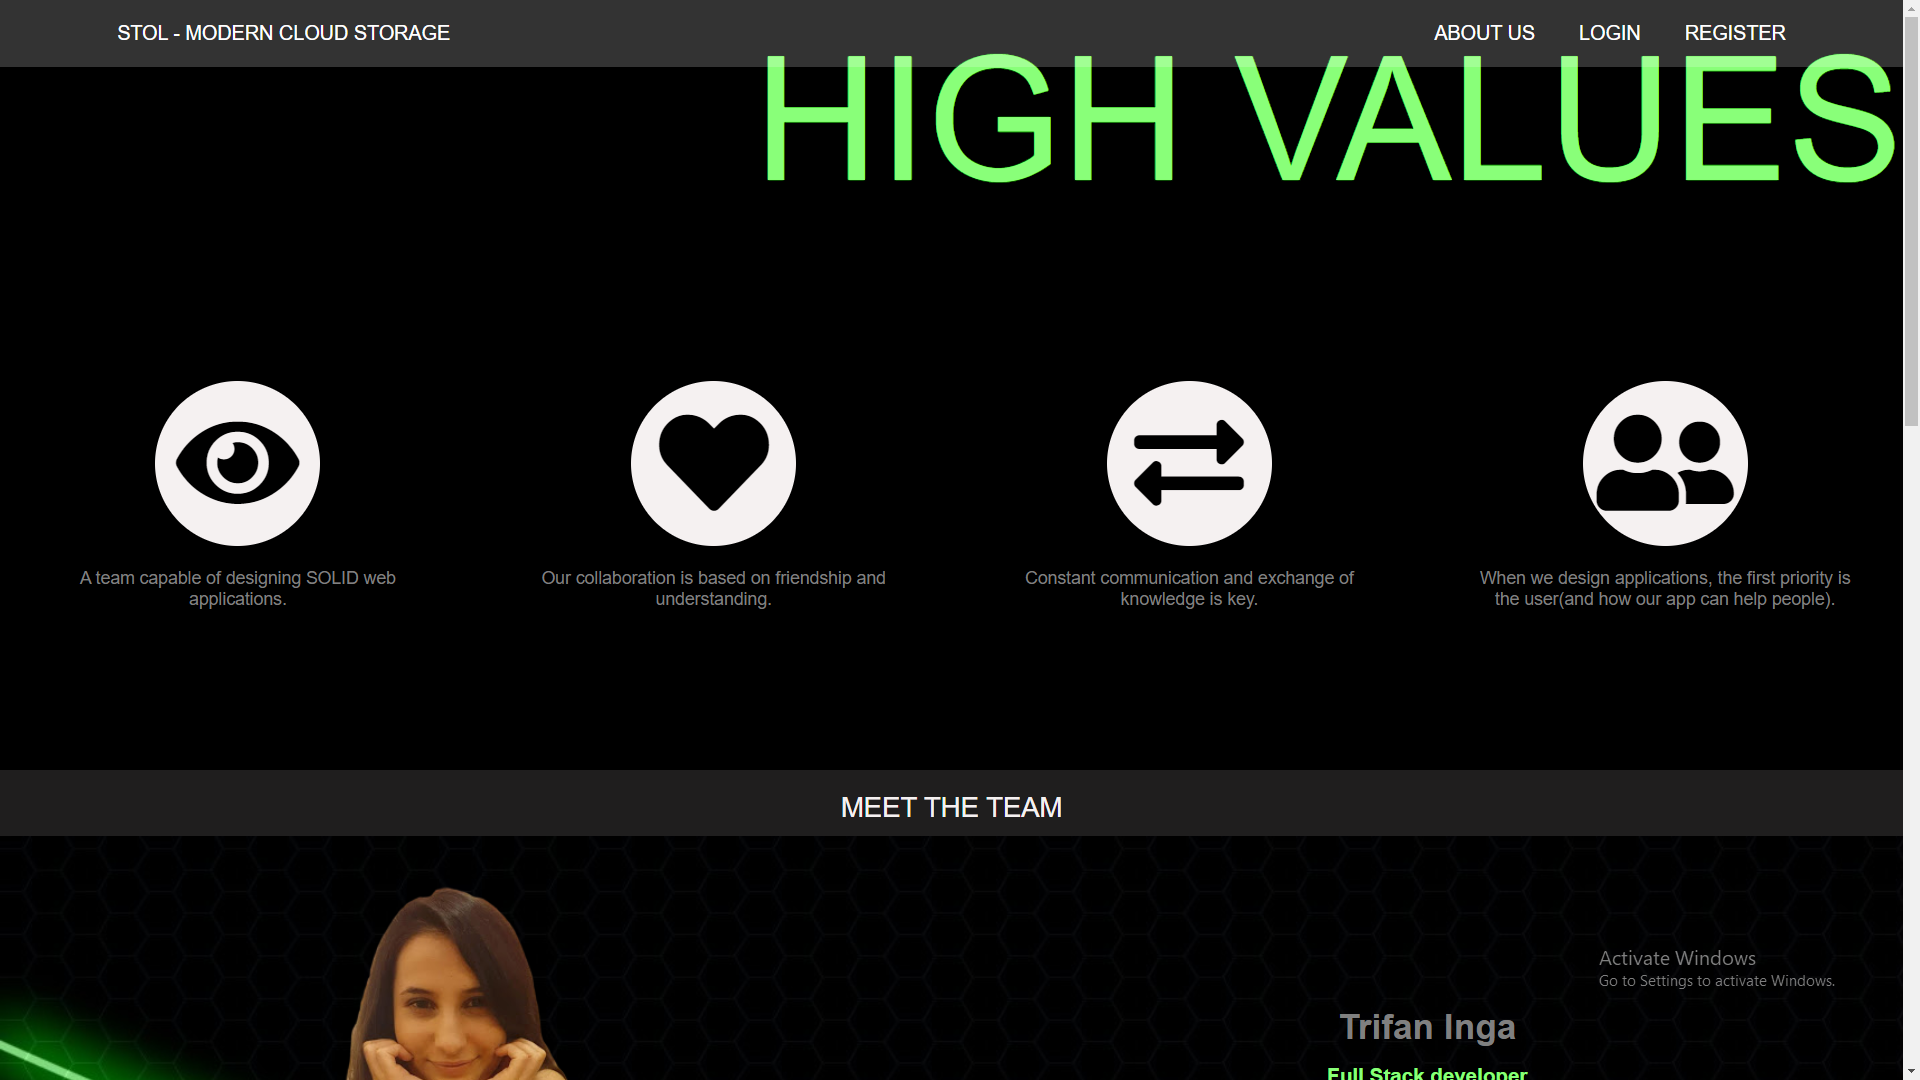 STOL - MODERN CLOUD STORAGE
ABOUT US
LOGIN
REGISTER
HIGH VALUES
A team capable of designing SOLID web
applications.
Our collaboration is based on friendship and
understanding.
Constant communication and exchange of
knowledge is key.
When we design applications, the first priority is
the user(and how our app can help people).
MEET THE TEAM
Activate Windows
Go to Settings to activate Windows.
Trifan Inga
Full Stack developer